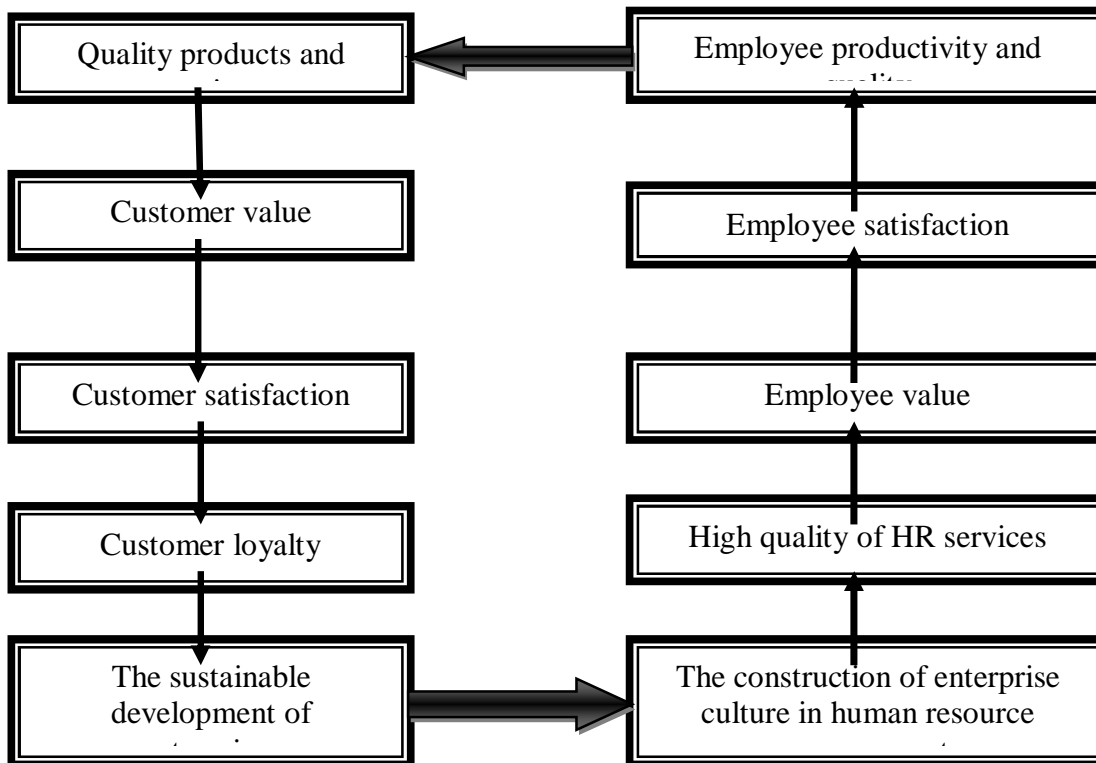 Quality products and
Customer value
Customer satisfaction
Customer loyalty
The sustainable
development of
Employee productivity and
Employee satisfaction
Employee value
High quality of HR services
The construction of enterprise
culture in human resource